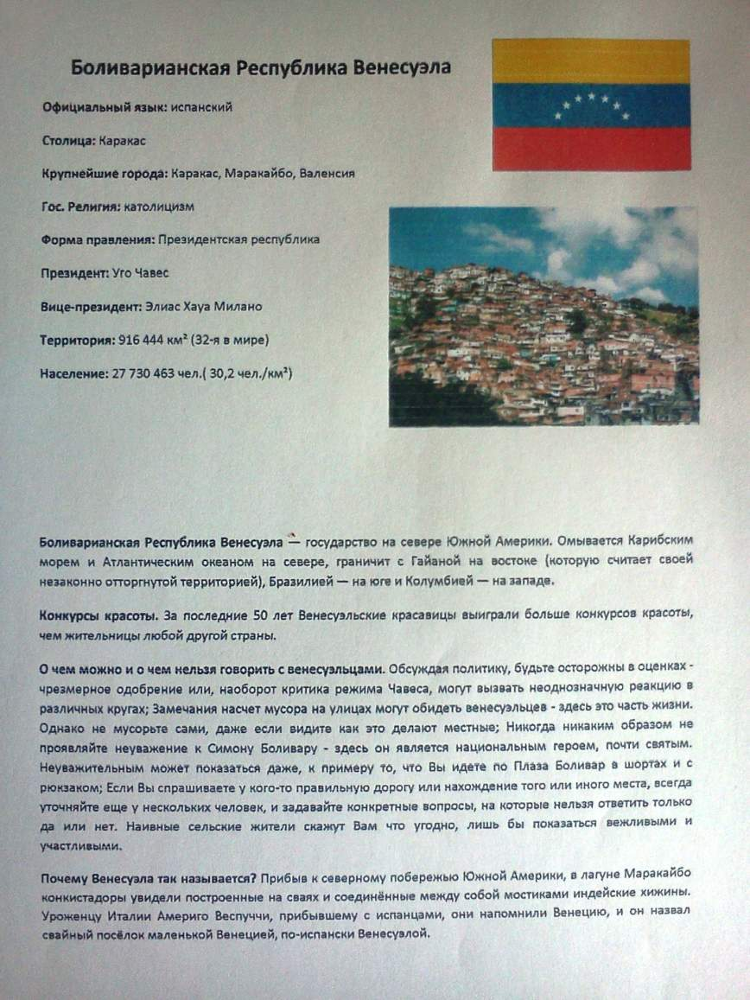 Боливарианская Республика Венесуэла
Официальный язык: испанский
Столица: Каракас
Крупнейшие города: Каракас, Маракайбо, Валенсия
Гос. Религия: католицизм
Форма правления: Президентская республика
Президент: Уго Чавес
Вице-президент: Элиас Хауа Милано
Территория: 916 444 км² (32-я в мире)
Население: 27 730 463 чел.( 30,2 чел./км²)
Боливарианская Республика Венесуэла — государство на севере Южной Америки. Омывается Карибским
морем и Атлантическим океаном на севере, граничит с Гайаной на востоке (которую считает своей
незаконно отторгнутой территорией), Бразилией — на юге и Колумбией — на западе.
Конкурсы красоты. За последние 50 лет Венесуэльские красавицы выиграли больше конкурсов красоты,
чем жительницы любой другой страны.
О чем можно и о чем нельзя говорить с венесуэльцами. Обсуждая политику, будьте осторожны в оценках -
чрезмерное одобрение или, наоборот критика режима Чавеса, могут вызвать неоднозначную реакцию в
различных кругах; Замечания насчет мусора на улицах могут обидеть венесуэльцев - здесь это часть жизни.
Однако не мусорьте сами, даже если видите как это делают местные; Никогда никаким образом не
проявляйте неуважение к Симону Боливару - здесь он является национальным героем, почти святым.
Неуважительным может показаться даже, к примеру то, что Вы идете по Плаза Боливар в шортах и с
рюкзаком; Если Вы спрашиваете у кого-то правильную дорогу или нахождение того или иного места, всегда
уточняйте еще у нескольких человек, и задавайте конкретные вопросы, на которые нельзя ответить только
да или нет. Наивные сельские жители скажут Вам что угодно, лишь бы показаться вежливыми и
участливыми.
Почему Венесуэла так называется? Прибыв к северному побережью Южной Америки, в лагуне Маракайбо
конкистадоры увидели построенные на сваях и соединённые между собой мостиками индейские хижины.
Уроженцу Италии Америго Веспуччи, прибывшему с испанцами, они напомнили Венецию, и он назвал
свайный посёлок маленькой Венецией, по-испански Венесуэлой.